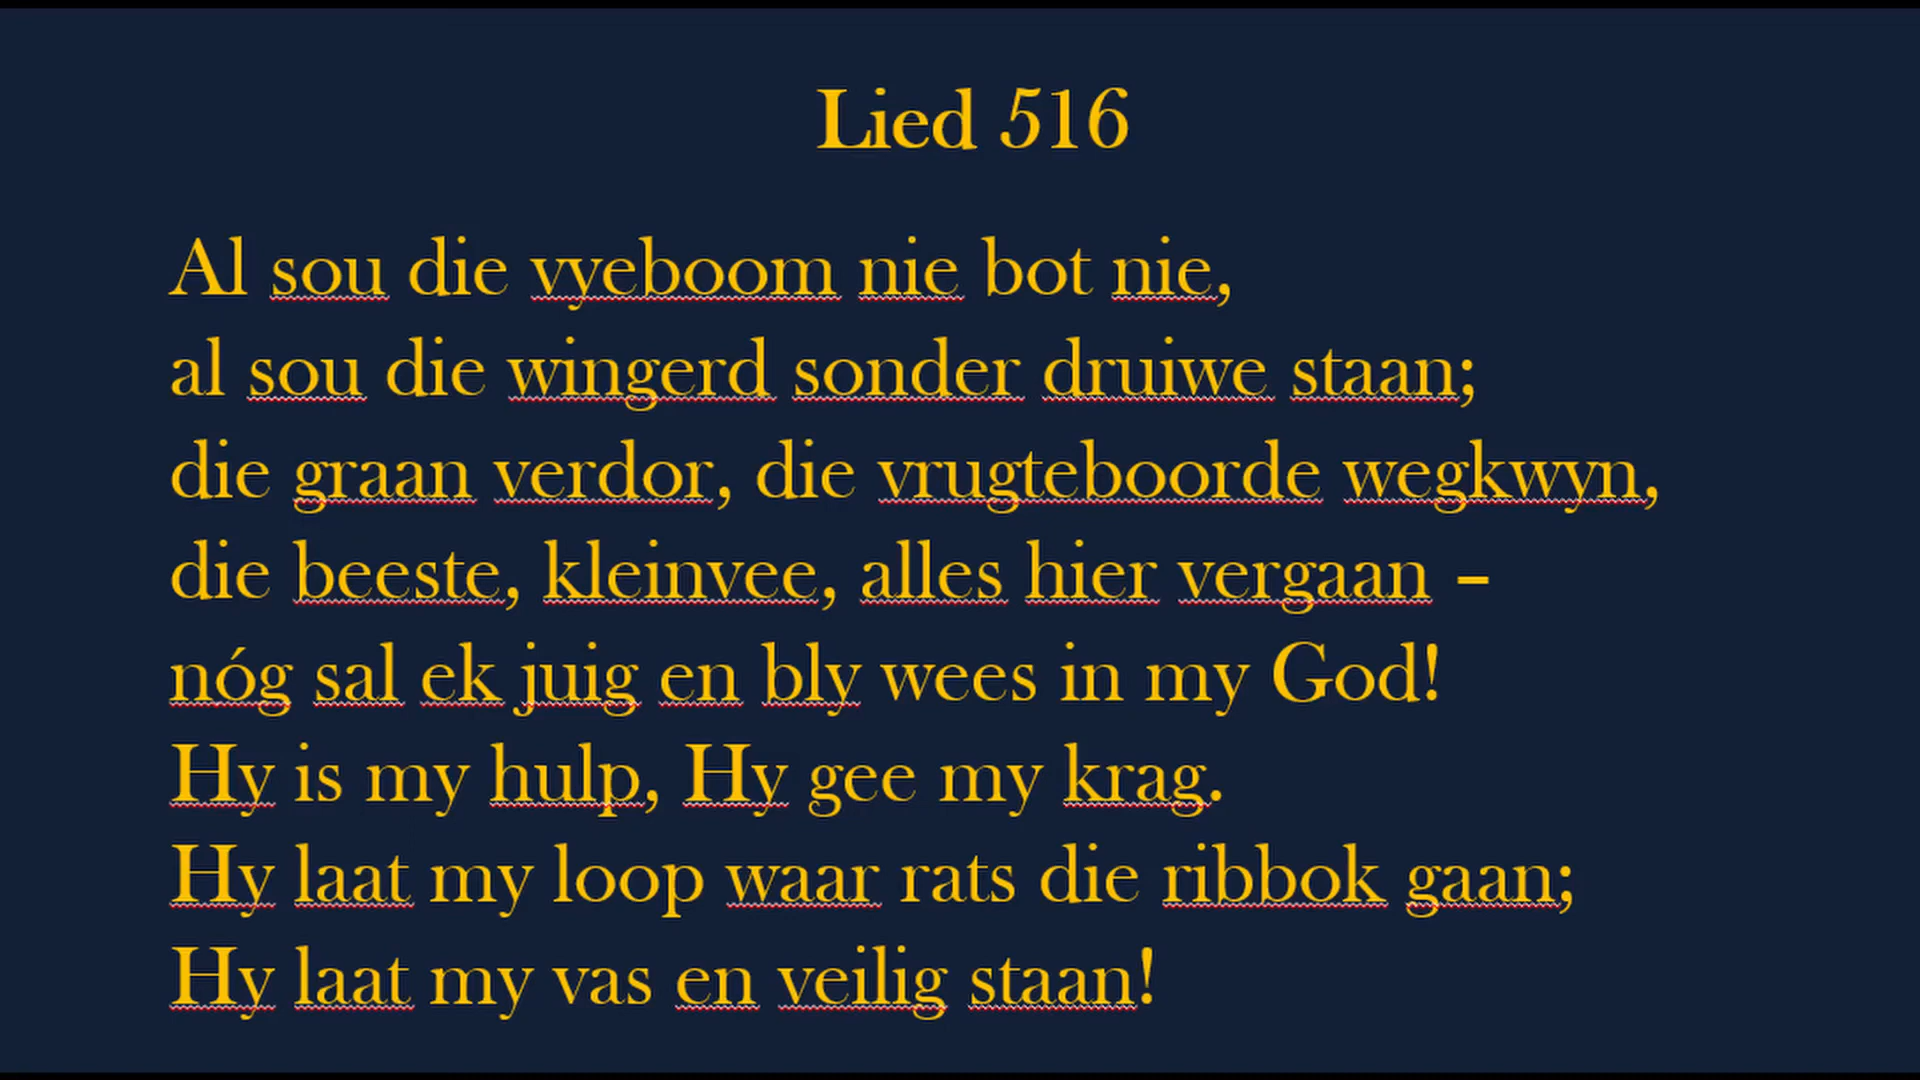 Lied 516
Al sou die vyeboom nie bot nie,
al sou die wingerd sonder druiwe staan;
die graan verdor, die vrugteboorde wegkwyn,
die beeste, kleinvee, alles hier vergaan –
nóg sal ek juig en bly wees in my God!
Hy is my hulp, Hy gee my krag.
Hy laat my loop waar rats die ribbok gaan;
Hy laat my vas en veilig staan!